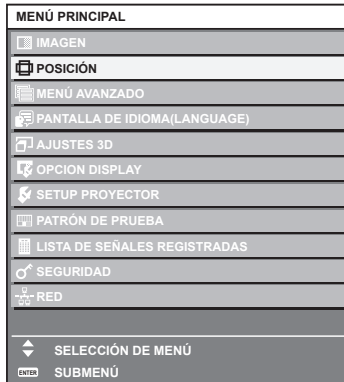 MENÚ PRINCIPAL
IMAGEN
POSICIÓN
MENÚ AVANZADO
PANTALLA DE IDIOMA(LANGUAGE)
AJUSTES 3D
OPCION DISPLAY
SETUP PROYECTOR
PATRÓN DE PRUEBA
LISTA DE SEÑALES REGISTRADAS
SEGURIDAD
RED
SELECCIÓN DE MENÚ
ENTER SUBMENÚ